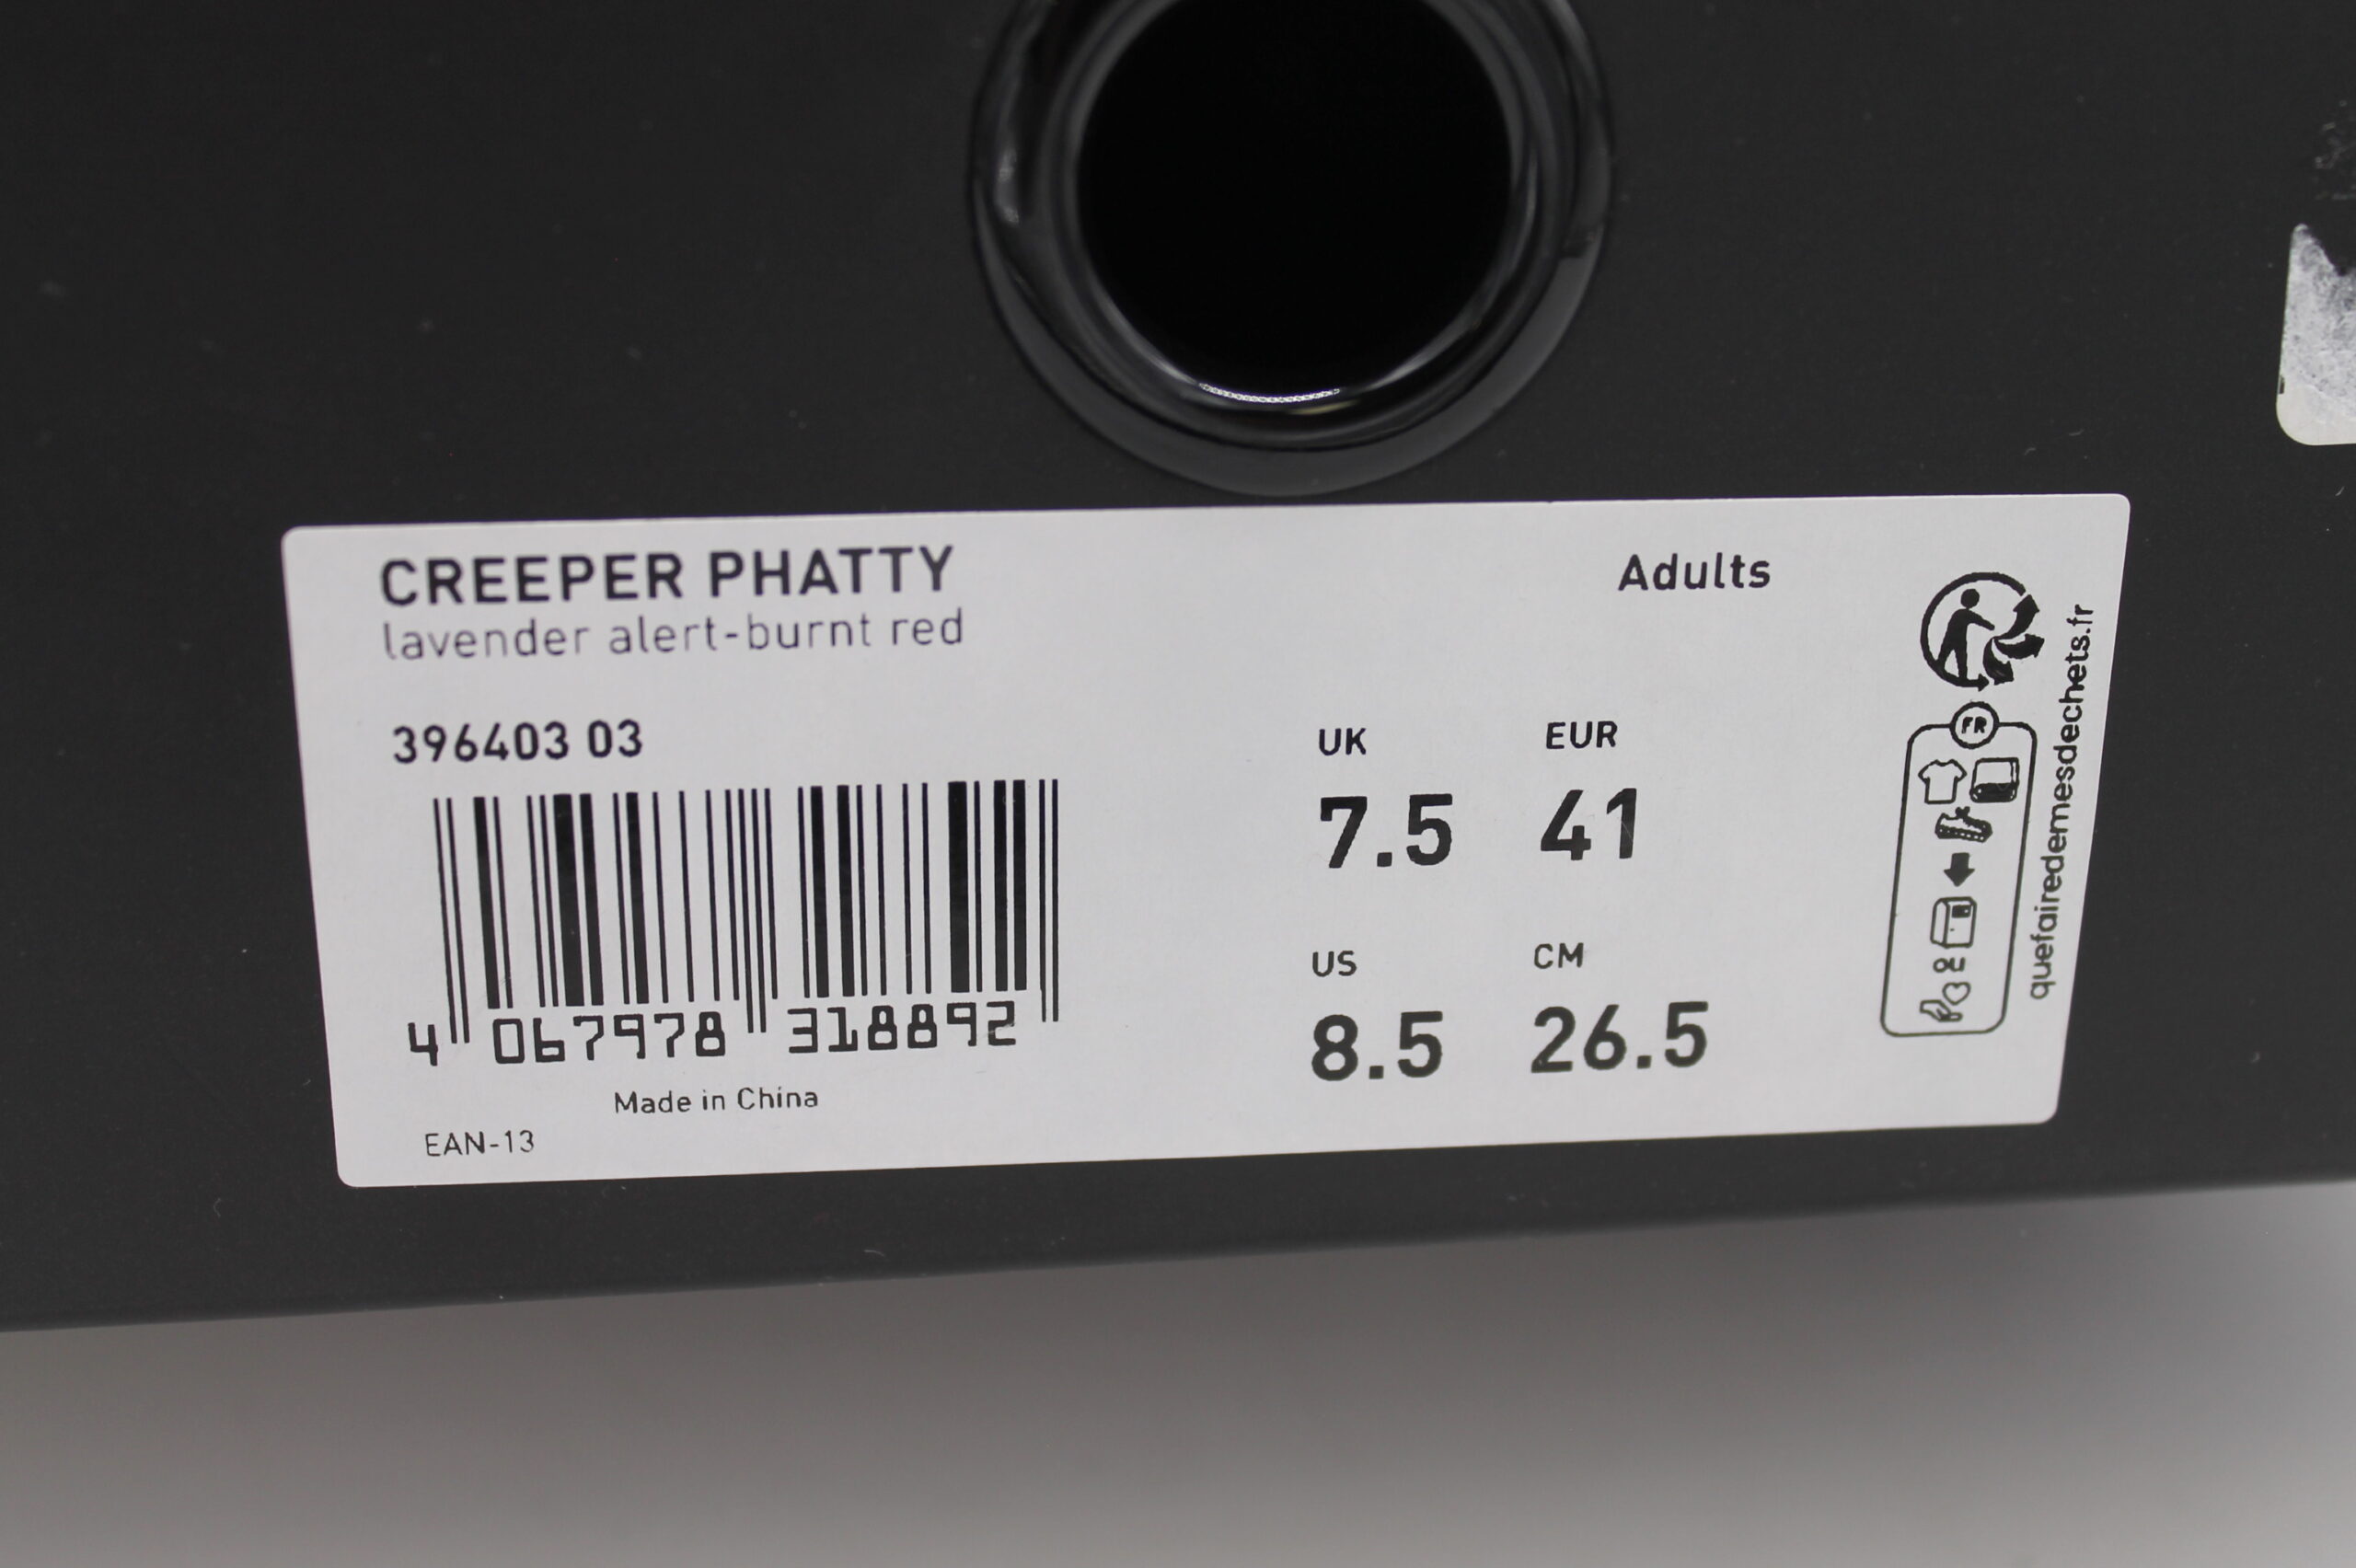 CREEPER PHATTY
lavender alert-burnt red
Adults
396403 03
4 067978 318892
Made in China
EAN-13
UK
7.5
EUR
41
US
8.5
CM
26.5
FR
quefairedemesdechets.fr